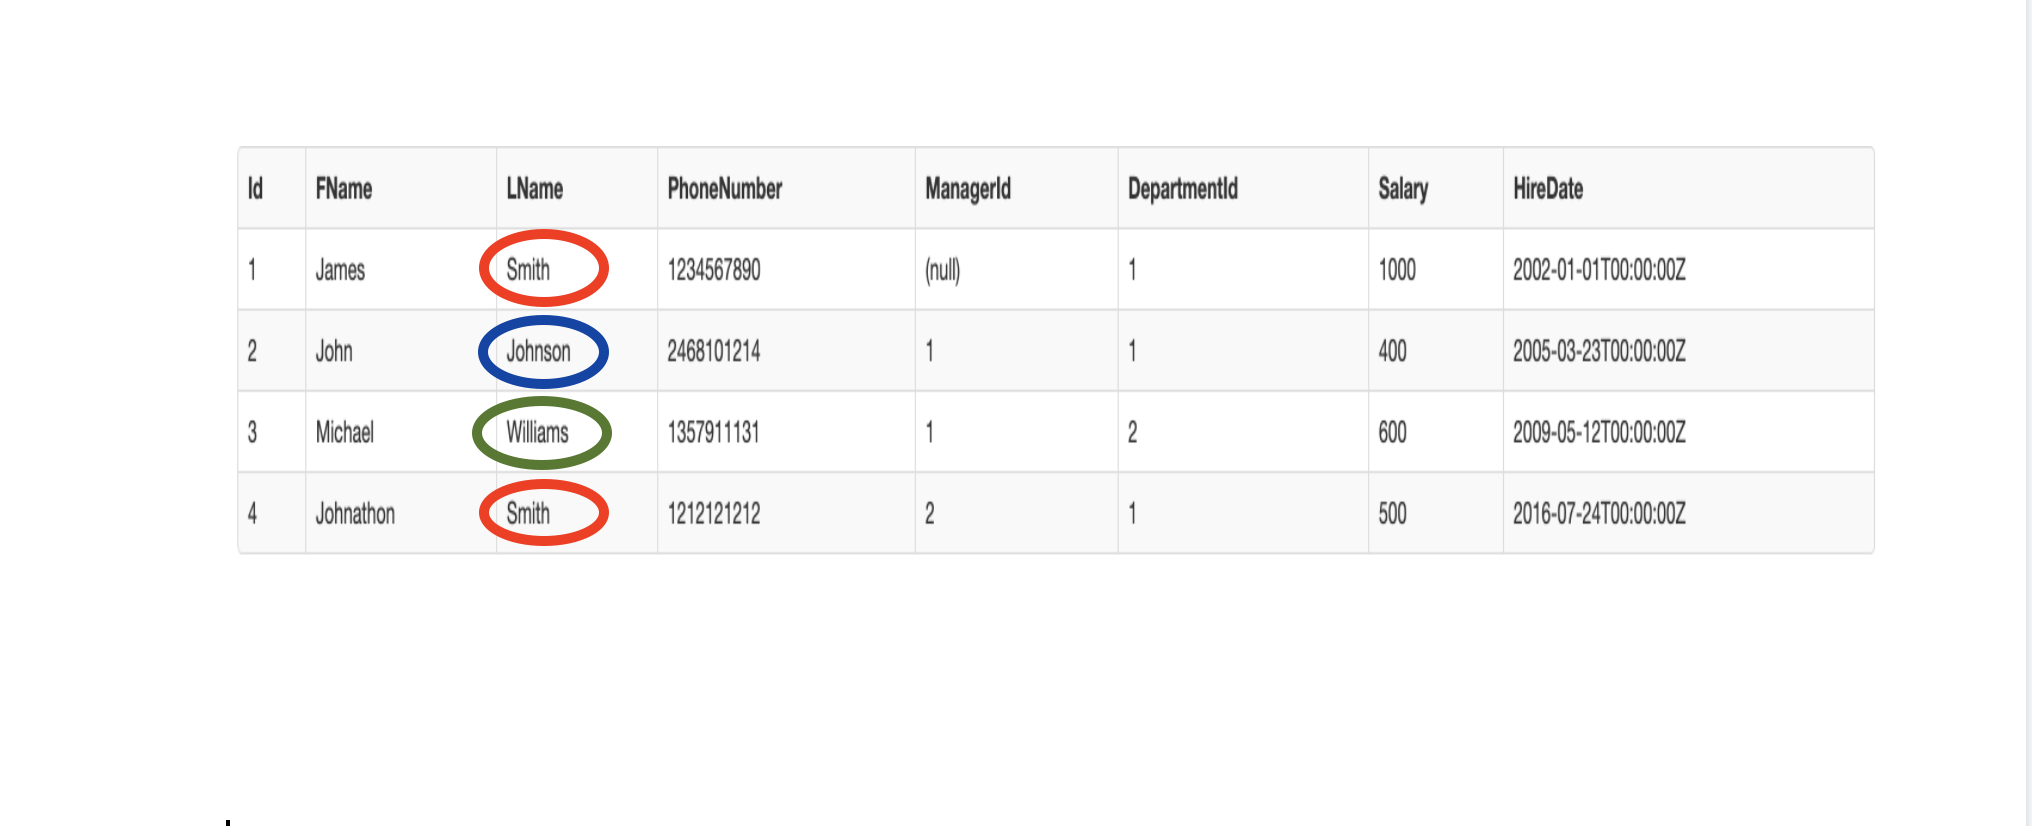 Id FName LName PhoneNumber ManagerId DepartmentId Salary HireDate
1 James Smith 1234567890 (null) 1 1000 2002-01-01T00:00:00Z
2 John Johnson 2468101214 1 1 400 2005-03-23T00:00:00Z
3 Michael Williams 1357911131 1 2 600 2009-05-12T00:00:00Z
4 Johnathon Smith 1212121212 2 1 500 2016-07-24T00:00:00Z